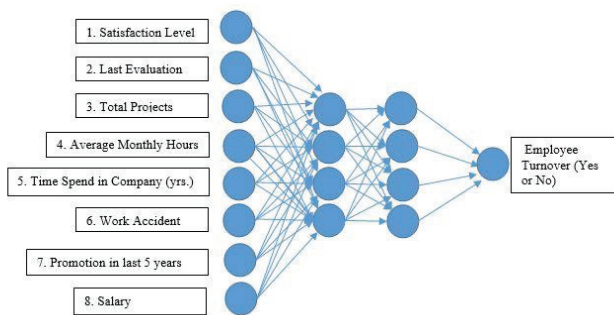 1. Satisfaction Level
2. Last Evaluation
3. Total Projects
4. Average Monthly Hours
5. Time Spend in Company (yrs.)
6. Work Accident
7. Promotion in last 5 years
8. Salary
Employee
Turnover (Yes
or No)